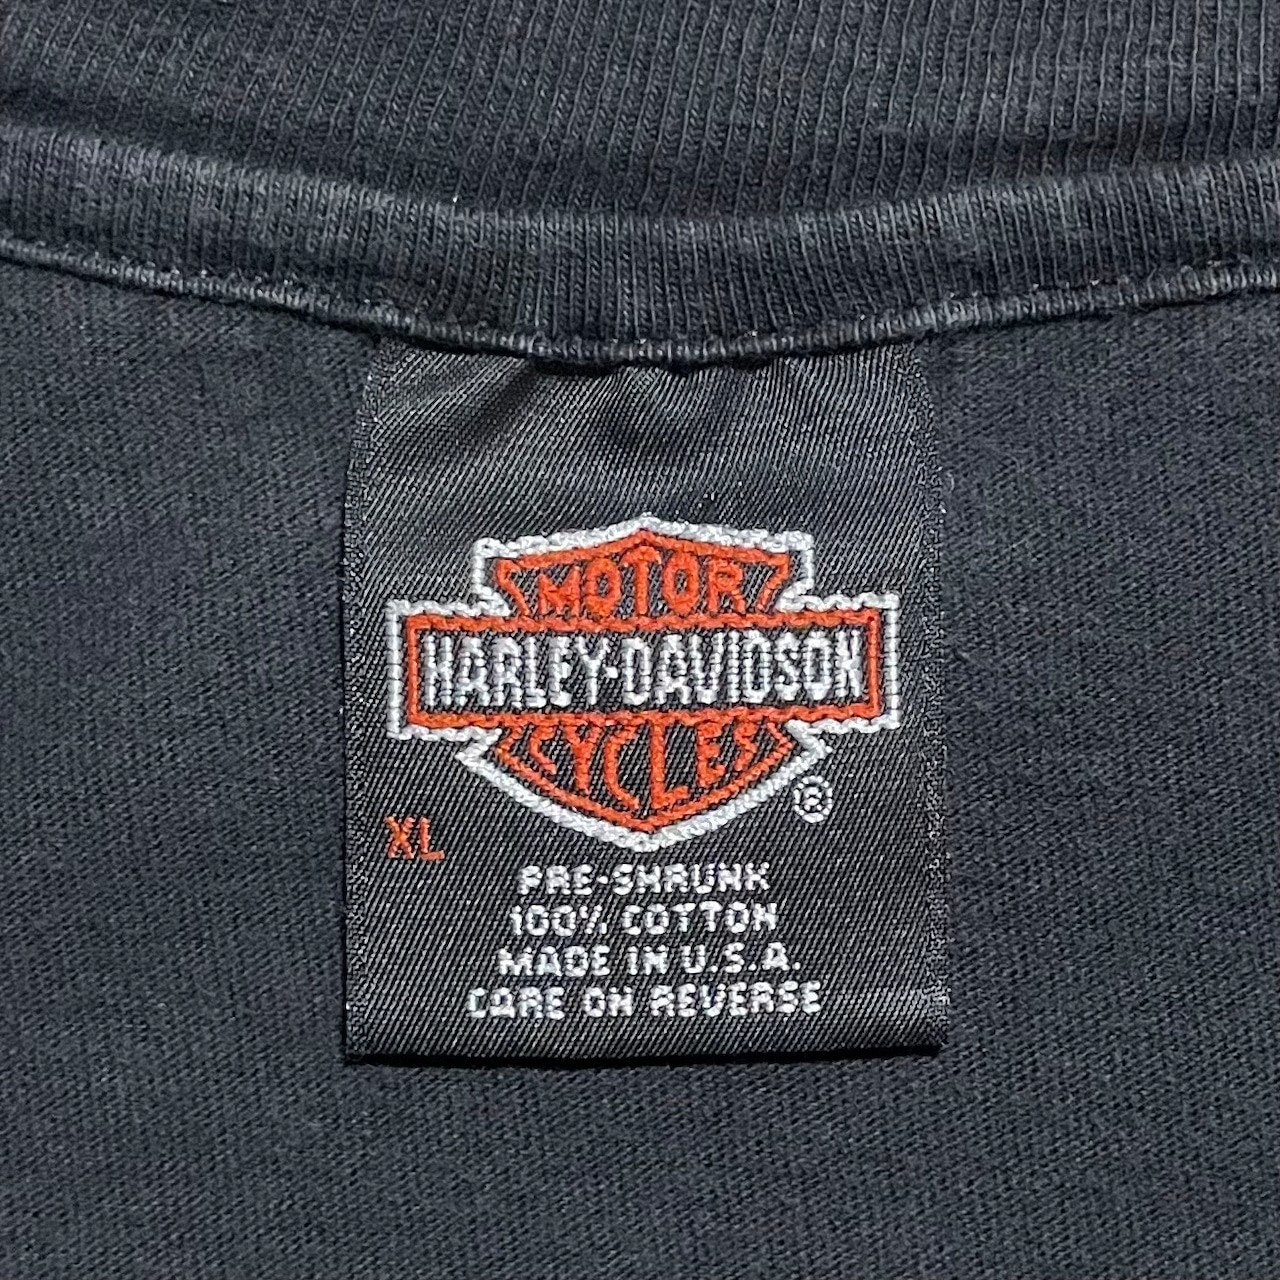 MOTOR
HARLEY-DAVIDSON
CYCLES
®
XL
PRE-SHRUNK
100% COTTON
MADE IN U.S.A.
CARE ON REVERSE